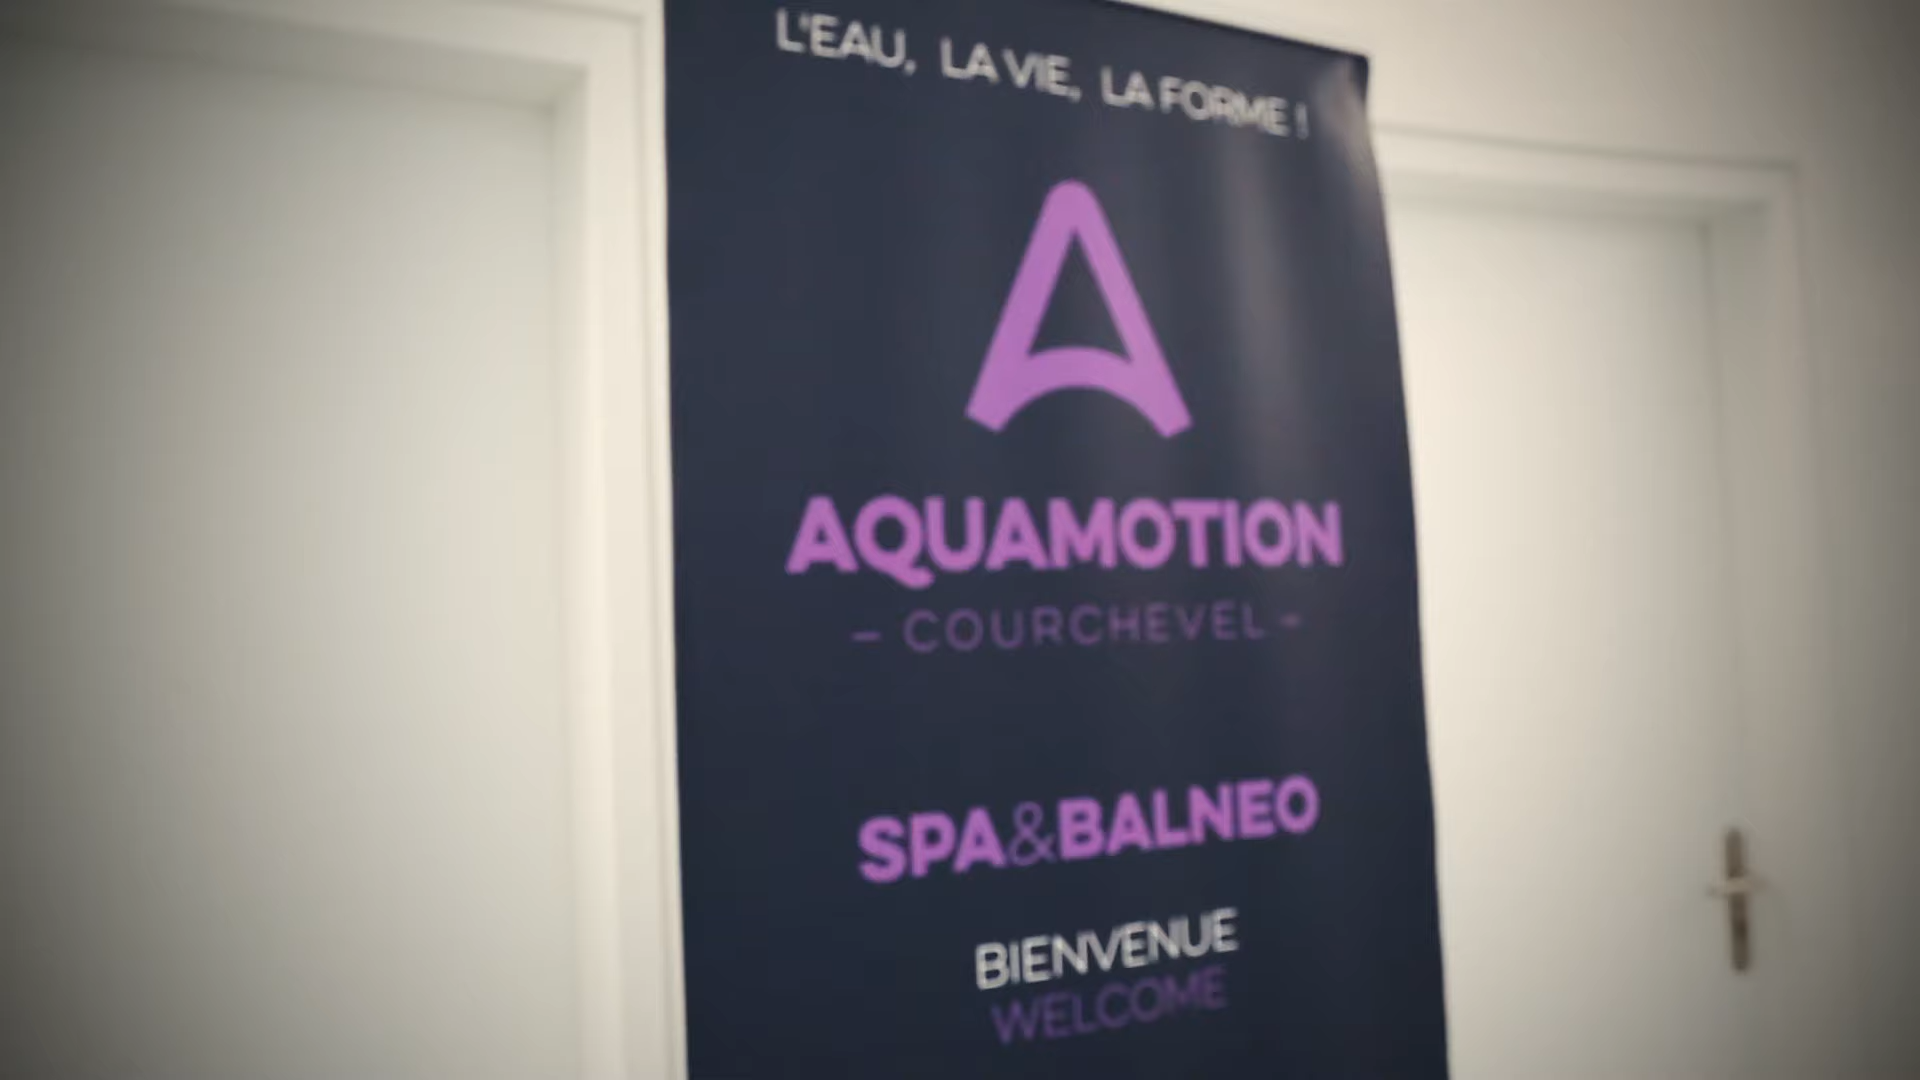 L'EAU, LA VIE, LA FORME !
A
AQUAMOTION
– COURCHEVEL –
SPA&BALNEO
BIENVENUE
WELCOME